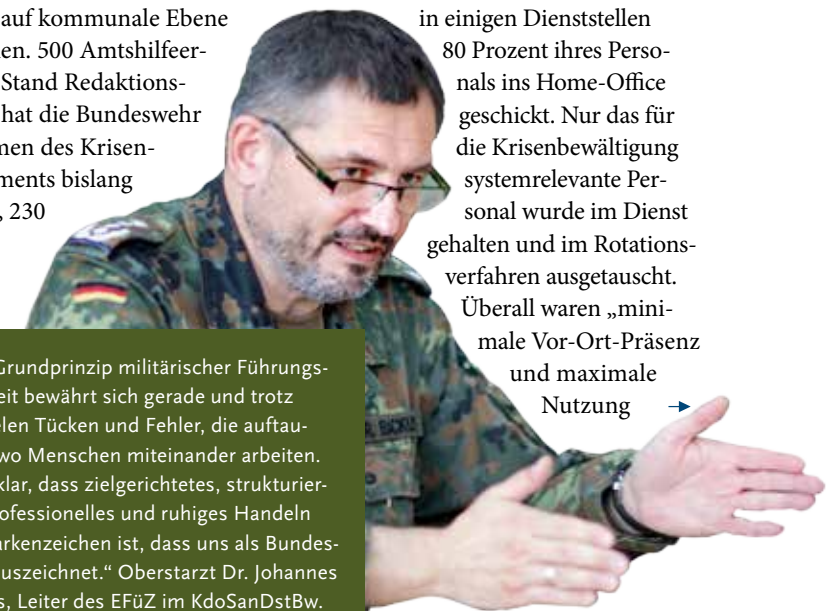 auf kommunale Ebene
en. 500 Amtshilfeer-
Stand Redaktions-
hat die Bundeswehr
men des Krisen-
ments bislang
, 230
Grundprinzip militärischer Führungs-
eit bewährt sich gerade und trotz
elen Tücken und Fehler, die auftau-
wo Menschen miteinander arbeiten.
klar, dass zielgerichtetes, strukturier-
ofessionelles und ruhiges Handeln
arkenzeichen ist, dass uns als Bundes-
uszeichnet.“ Oberstarzt Dr. Johannes
s, Leiter des EFüZ im KdoSanDstBw.
in einigen Dienststellen
80 Prozent ihres Perso-
nals ins Home-Office
geschickt. Nur das für
die Krisenbewältigung
systemrelevante Per-
sonal wurde im Dienst
gehalten und im Rotations-
verfahren ausgetauscht.
Überall waren „mini-
male Vor-Ort-Präsenz
und maximale
Nutzung →